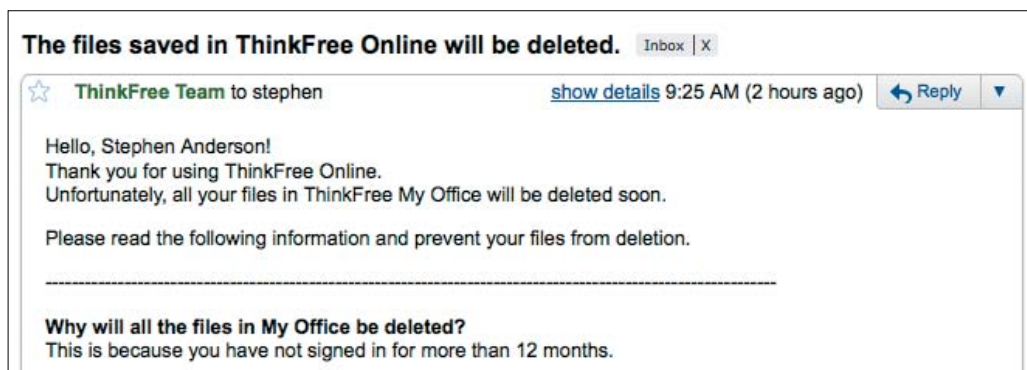 The files saved in ThinkFree Online will be deleted. Inbox | X
ThinkFree Team to stephen show details 9:25 AM (2 hours ago) Reply
Hello, Stephen Anderson!
Thank you for using ThinkFree Online.
Unfortunately, all your files in ThinkFree My Office will be deleted soon.
Please read the following information and prevent your files from deletion.
Why will all the files in My Office be deleted?
This is because you have not signed in for more than 12 months.